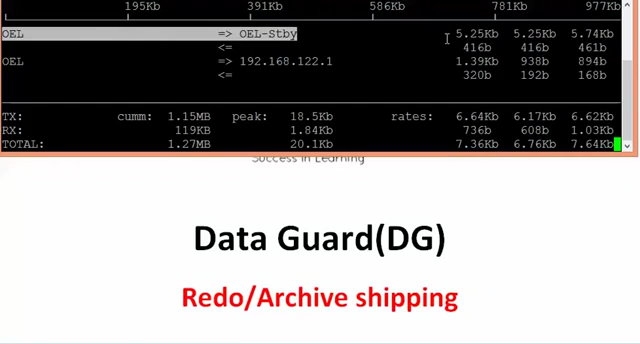 195Kb 391Kb 586Kb 781Kb 977Kb
OEL => OEL-Stby 5.25Kb 5.25Kb 5.74Kb
<= 416b 416b 461b
OEL => 192.168.122.1 1.39Kb 938b 894b
<= 320b 192b 168b
TX: cumm: 1.15MB peak: 18.5Kb rates: 6.64Kb 6.17Kb 6.62Kb
RX: 119KB 1.84Kb 736b 608b 1.03Kb
TOTAL: 1.27MB 20.1Kb 7.36Kb 6.76Kb 7.64Kb
Success in Learning
Data Guard(DG)
Redo/Archive shipping